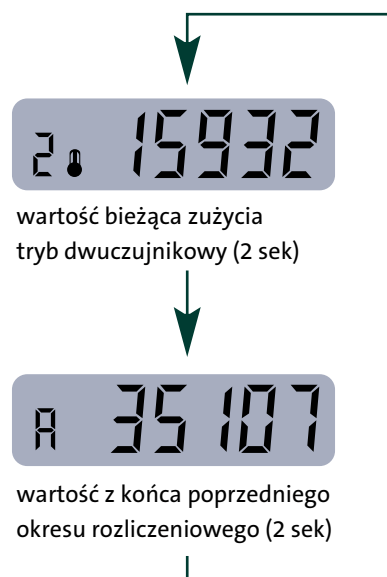 2 15932
wartość bieżąca zużycia
tryb dwuczujnikowy (2 sek)
A 35107
wartość z końca poprzedniego
okresu rozliczeniowego (2 sek)